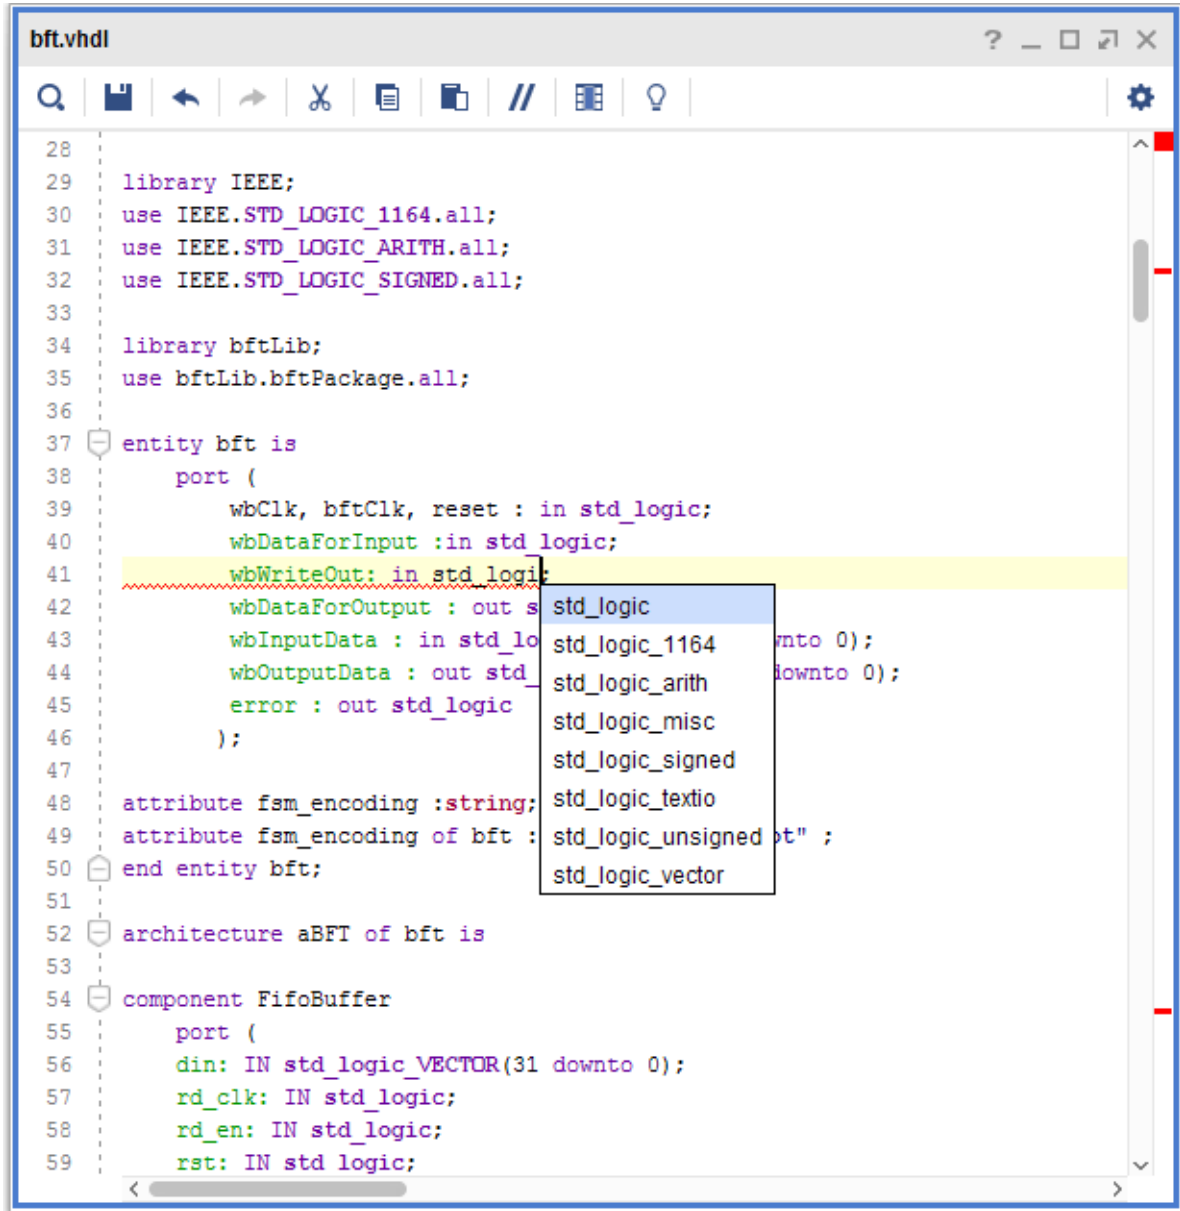 bft.vhdl
28
29 library IEEE;
30 use IEEE.STD_LOGIC_1164.all;
31 use IEEE.STD_LOGIC_ARITH.all;
32 use IEEE.STD_LOGIC_SIGNED.all;
33
34 library bftLib;
35 use bftLib.bftPackage.all;
36
37 entity bft is
38 port (
39 wbClk, bftClk, reset : in std_logic;
40 wbDataForInput :in std_logic;
41 wbWriteOut: in std_logi;
42 wbDataForOutput : out s
43 wbInputData : in std_lo wnto 0);
44 wbOutputData : out std_ downto 0);
45 error : out std_logic
46 );
47
48 attribute fsm_encoding :string;
49 attribute fsm_encoding of bft : ot" ;
50 end entity bft;
51
52 architecture aBFT of bft is
53
54 component FifoBuffer
55 port (
56 din: IN std_logic_VECTOR(31 downto 0);
57 rd_clk: IN std_logic;
58 rd_en: IN std_logic;
59 rst: IN std_logic;
std_logic
std_logic_1164
std_logic_arith
std_logic_misc
std_logic_signed
std_logic_textio
std_logic_unsigned
std_logic_vector